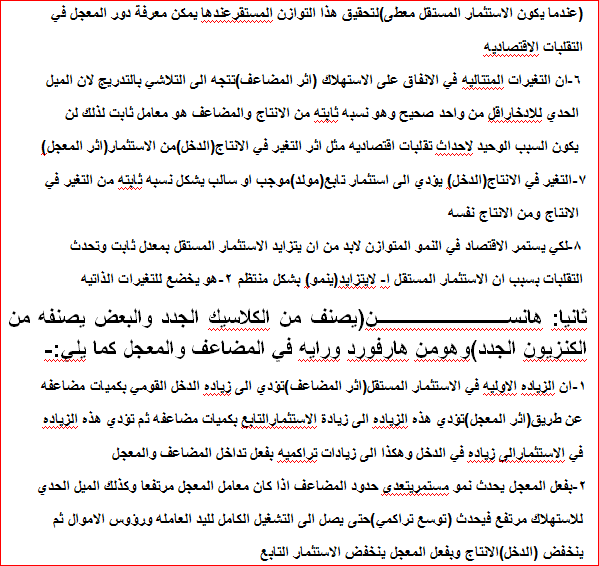 (عندما يكون الاستثمار المستقل معطى)لتحقيق هذا التوازن المستقرعندها يمكن معرفة دور المعجل في
التقلبات الاقتصاديه
٦-ان التغيرات المتتاليه في الانفاق على الاستهلاك (اثر المضاعف)تتجه الى التلاشي بالتدريج لان الميل
الحدي للادخاراقل من واحد صحيح وهو نسبه ثابته من الانتاج والمضاعف هو معامل ثابت لذلك لن
يكون السبب الوحيد لاحداث تقلبات اقتصاديه مثل اثر التغير في الانتاج(الدخل)من الاستثمار(اثر المعجل)
٧-التغير في الانتاج(الدخل) يؤدي الى استثمار تابع(مولد)موجب او سالب يشكل نسبه ثابته من التغير في
الانتاج ومن الانتاج نفسه
٨-لكي يستمر الاقتصاد في النمو المتوازن لابد من ان يتزايد الاستثمار المستقل بمعدل ثابت وتحدث
التقلبات بسبب ان الاستثمار المستقل ١- لايتزايد(ينمو) بشكل منتظم ٢-هو يخضع للتغيرات الذاتيه
ثانيا: هانســـــــــــــــن(يصنف من الكلاسيك الجدد والبعض يصنفه من
الكنزيون الجدد)وهومن هارفورد ورايه في المضاعف والمعجل كما يلي:-
١-ان الزياده الاوليه في الاستثمار المستقل(اثر المضاعف)تؤدي الى زياده الدخل القومي بكميات مضاعفه
عن طريق(اثر المعجل)تؤدي هذه الزياده الى زيادة الاستثمارالتابع بكميات مضاعفه ثم تؤدي هذه الزياده
في الاستثمارالى زياده في الدخل وهكذا الى زيادات تراكميه بفعل تداخل المضاعف والمعجل
٢-بفعل المعجل يحدث نمو مستمريتعدى حدود المضاعف اذا كان معامل المعجل مرتفعا وكذلك الميل الحدي
للاستهلاك مرتفع فيحدث (توسع تراكمي)حتى يصل الى التشغيل الكامل لليد العامله ورؤوس الاموال ثم
ينخفض (الدخل)الانتاج وبفعل المعجل ينخفض الاستثمار التابع